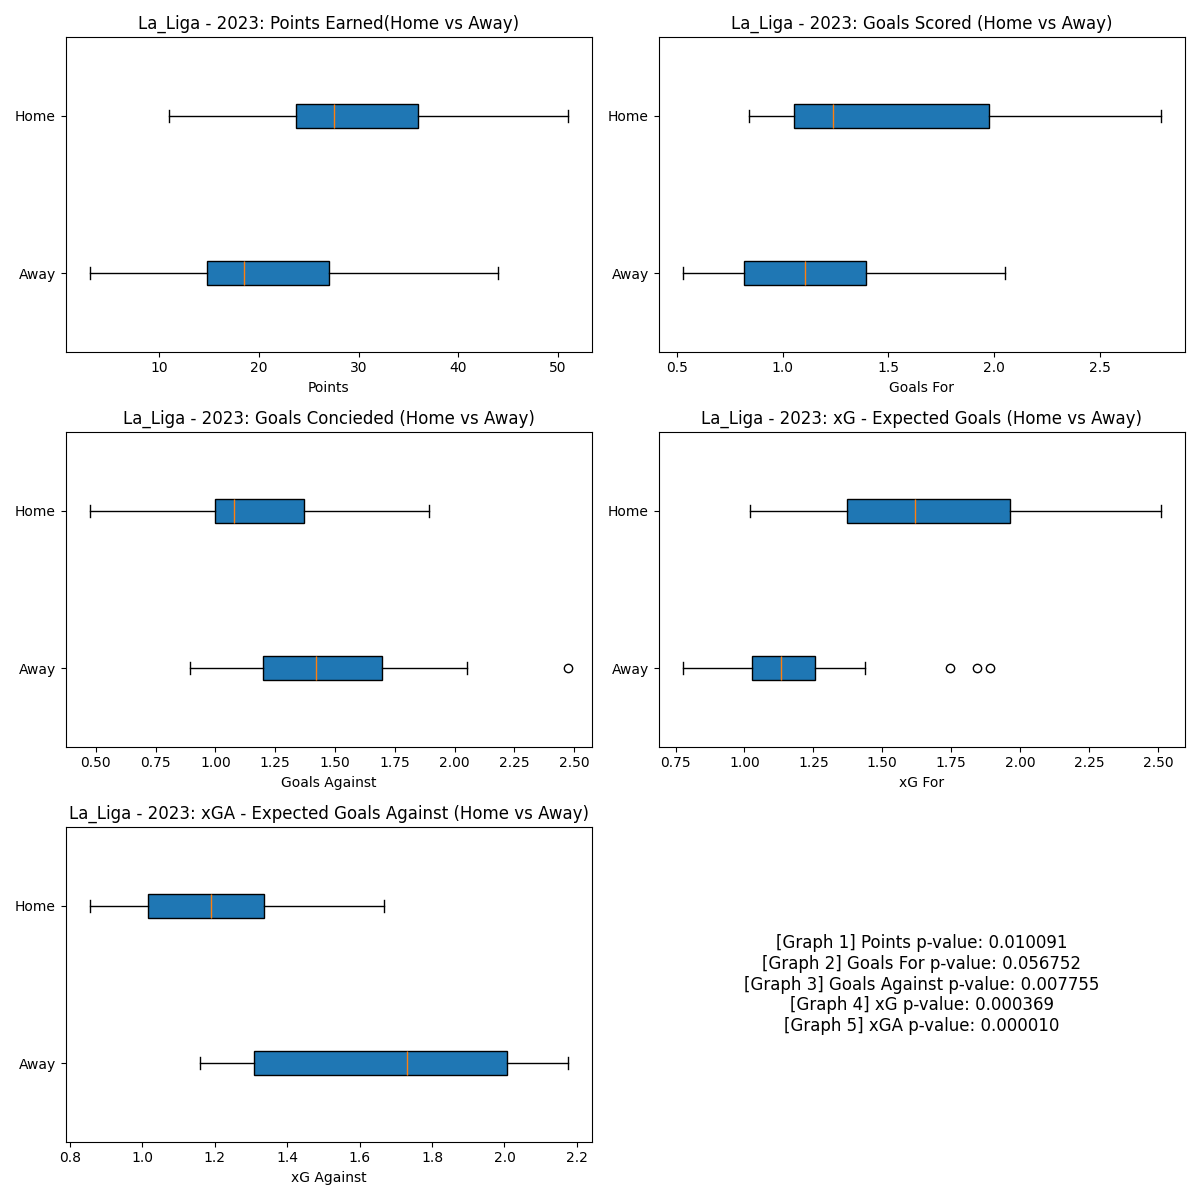 La_Liga - 2023: Points Earned(Home vs Away)
Home
Away
10 20 30 40 50
Points
La_Liga - 2023: Goals Scored (Home vs Away)
Home
Away
0.5 1.0 1.5 2.0 2.5
Goals For
La_Liga - 2023: Goals Concieded (Home vs Away)
Home
Away
0.50 0.75 1.00 1.25 1.50 1.75 2.00 2.25 2.50
Goals Against
La_Liga - 2023: xG - Expected Goals (Home vs Away)
Home
Away
0.75 1.00 1.25 1.50 1.75 2.00 2.25 2.50
xG For
La_Liga - 2023: xGA - Expected Goals Against (Home vs Away)
Home
Away
0.8 1.0 1.2 1.4 1.6 1.8 2.0 2.2
xG Against
[Graph 1] Points p-value: 0.010091
[Graph 2] Goals For p-value: 0.056752
[Graph 3] Goals Against p-value: 0.007755
[Graph 4] xG p-value: 0.000369
[Graph 5] xGA p-value: 0.000010